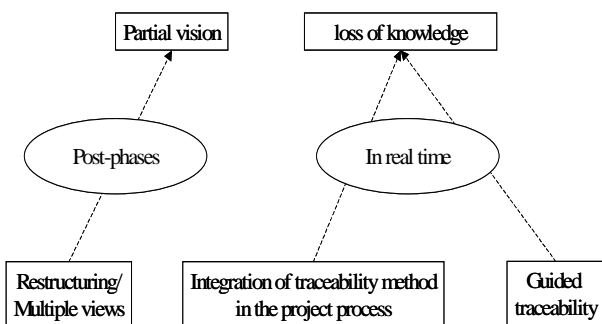 Partial vision
loss of knowledge
Post-phases
In real time
Restructuring/
Multiple views
Integration of traceability method
in the project process
Guided
traceability